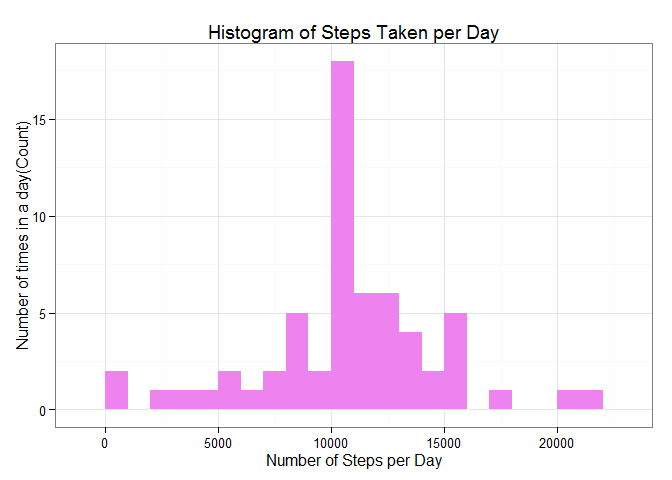 Histogram of Steps Taken per Day
Number of times in a day(Count)
15
10
5
0
0 5000 10000 15000 20000
Number of Steps per Day